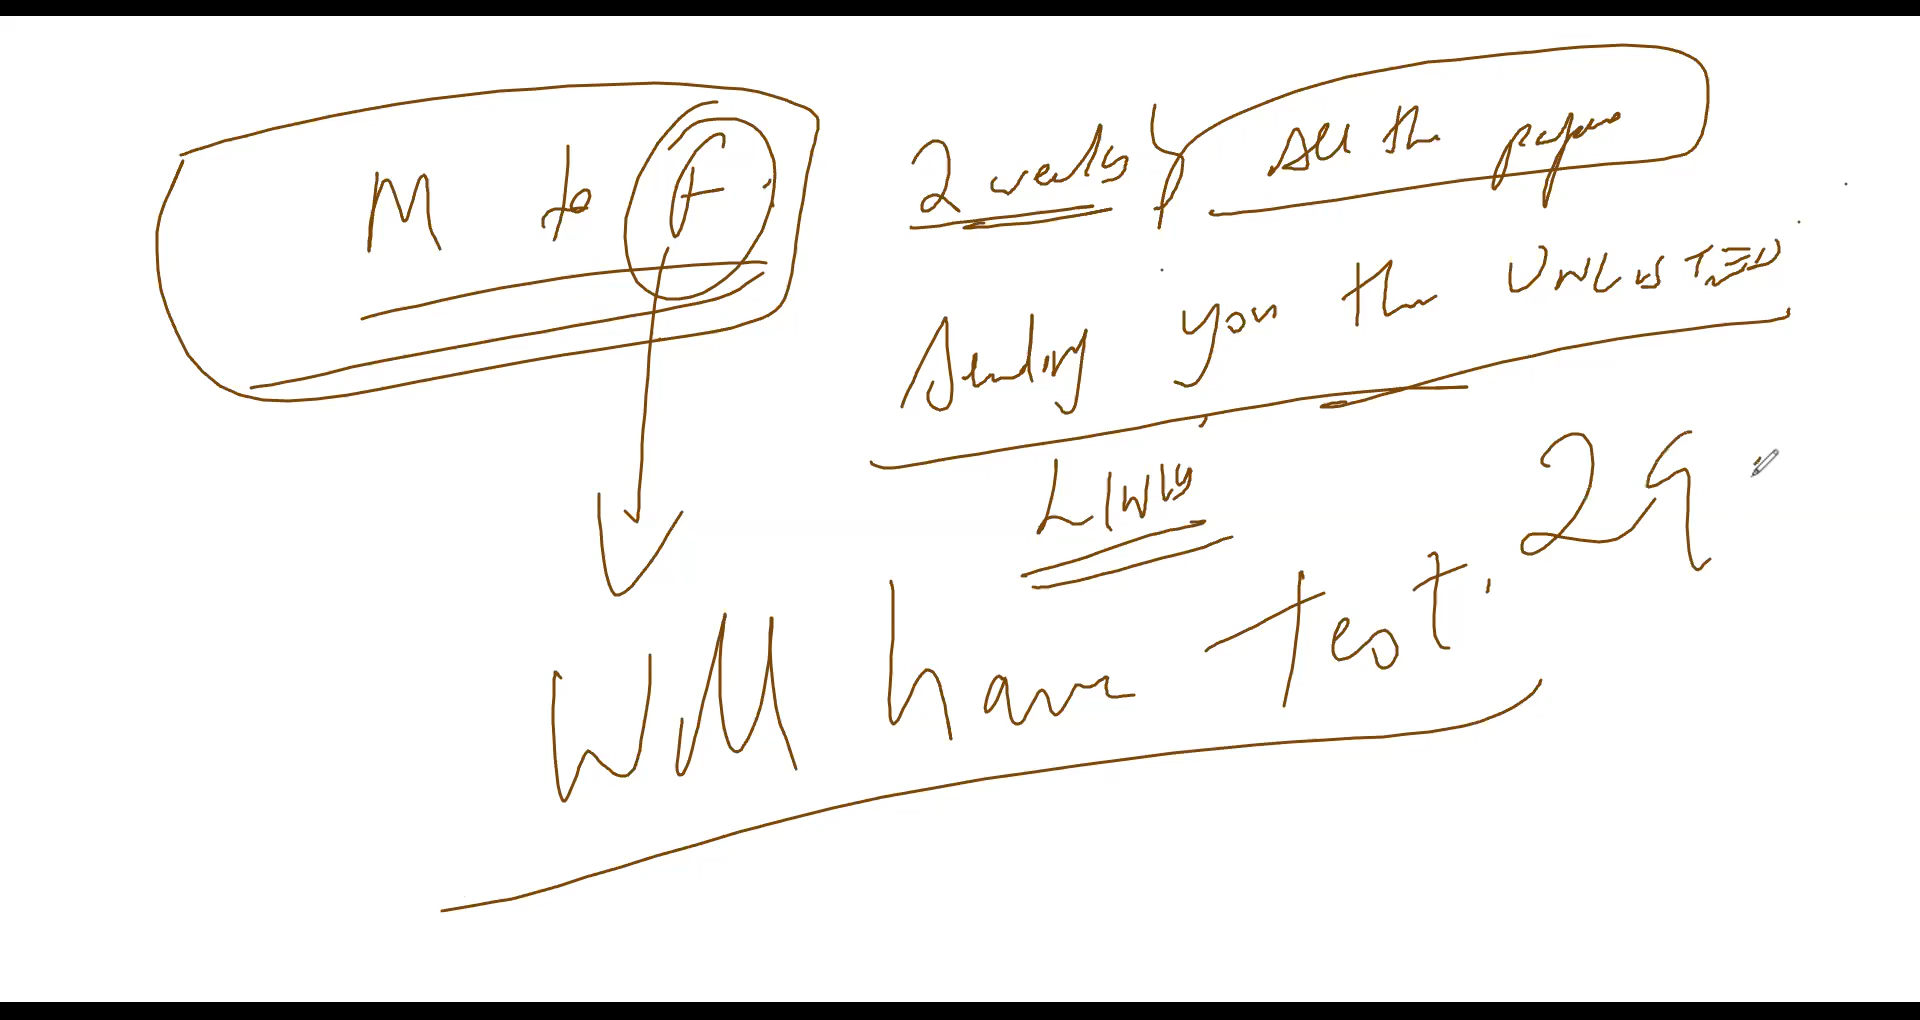 M to F
2 weeks } All the papers
Sending you the UNLISTED
Links
Will have test. 29